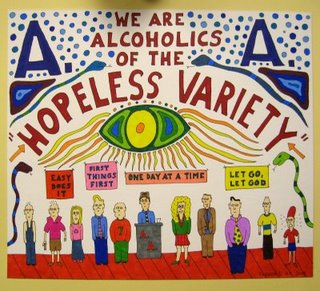 WE ARE
A. ALCOHOLICS A.
OF THE
"HOPELESS VARIETY"
EASY
DOES
IT
FIRST
THINGS
FIRST
ONE DAY AT A TIME
LET GO,
LET GOD
A.A.